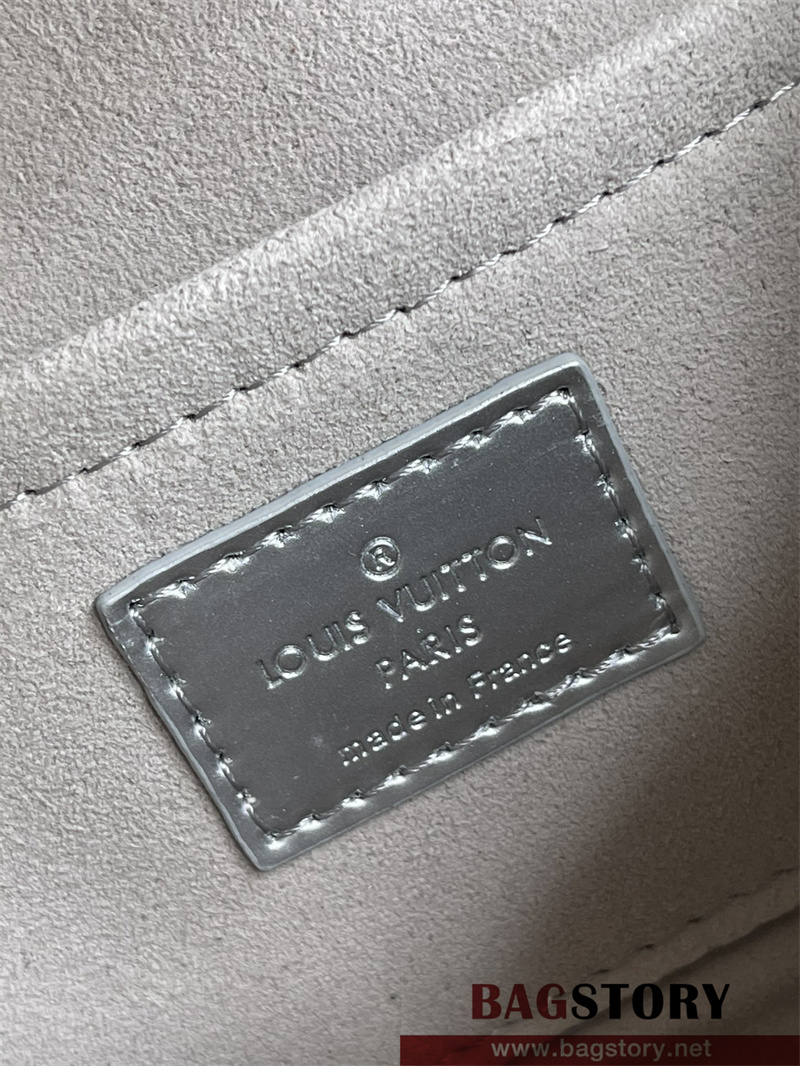 ®
LOUIS VUITTON
PARIS
made in France
BAGSTORY
www.bagstory.net